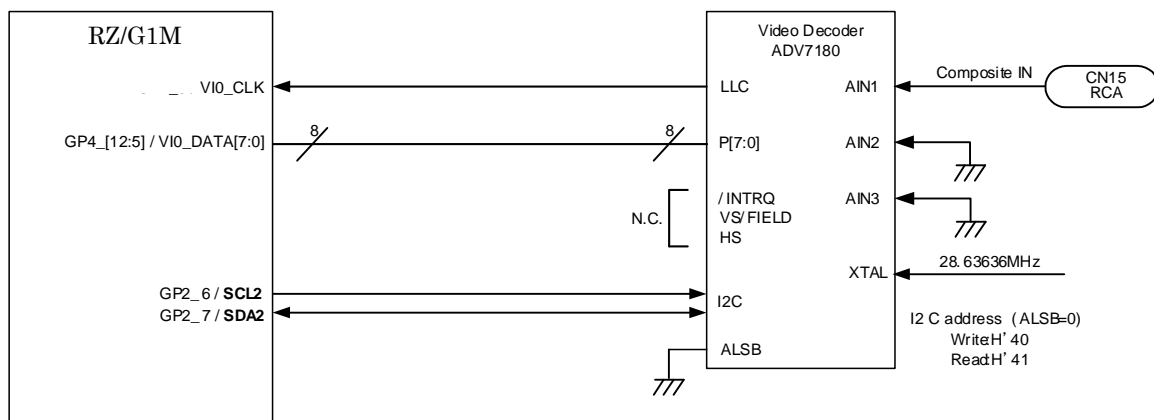 RZ/G1M
VI0_CLK
GP4_[12:5] / VI0_DATA[7:0]
8
8
N.C.
GP2_6 / SCL2
GP2_7 / SDA2
Video Decoder
ADV7180
LLC
P[7:0]
/INTRQ
VS/FIELD
HS
I2C
ALSB
AIN1
AIN2
AIN3
XTAL
Composite IN
CN15
RCA
28.63636MHz
I2C address (ALSB=0)
Write:H'40
Read:H'41